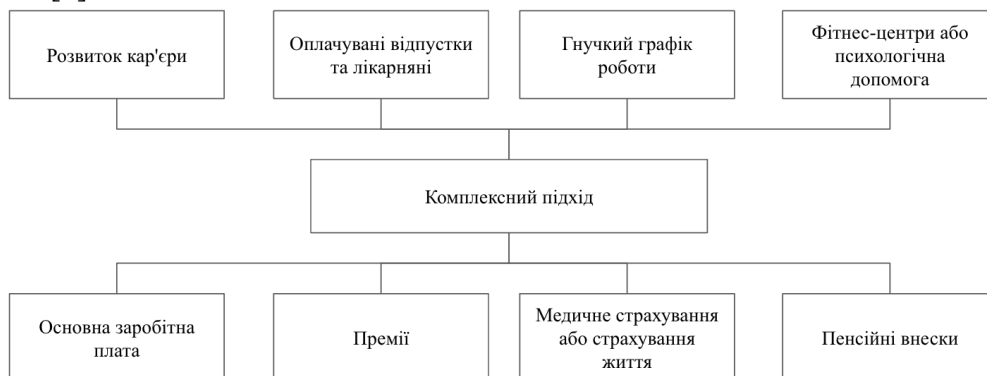 Розвиток кар'єри
Оплачувані відпустки
та лікарняні
Гнучкий графік
роботи
Фітнес-центри або
психологічна
допомога
Комплексний підхід
Основна заробітна
плата
Премії
Медичне страхування
або страхування
життя
Пенсійні внески